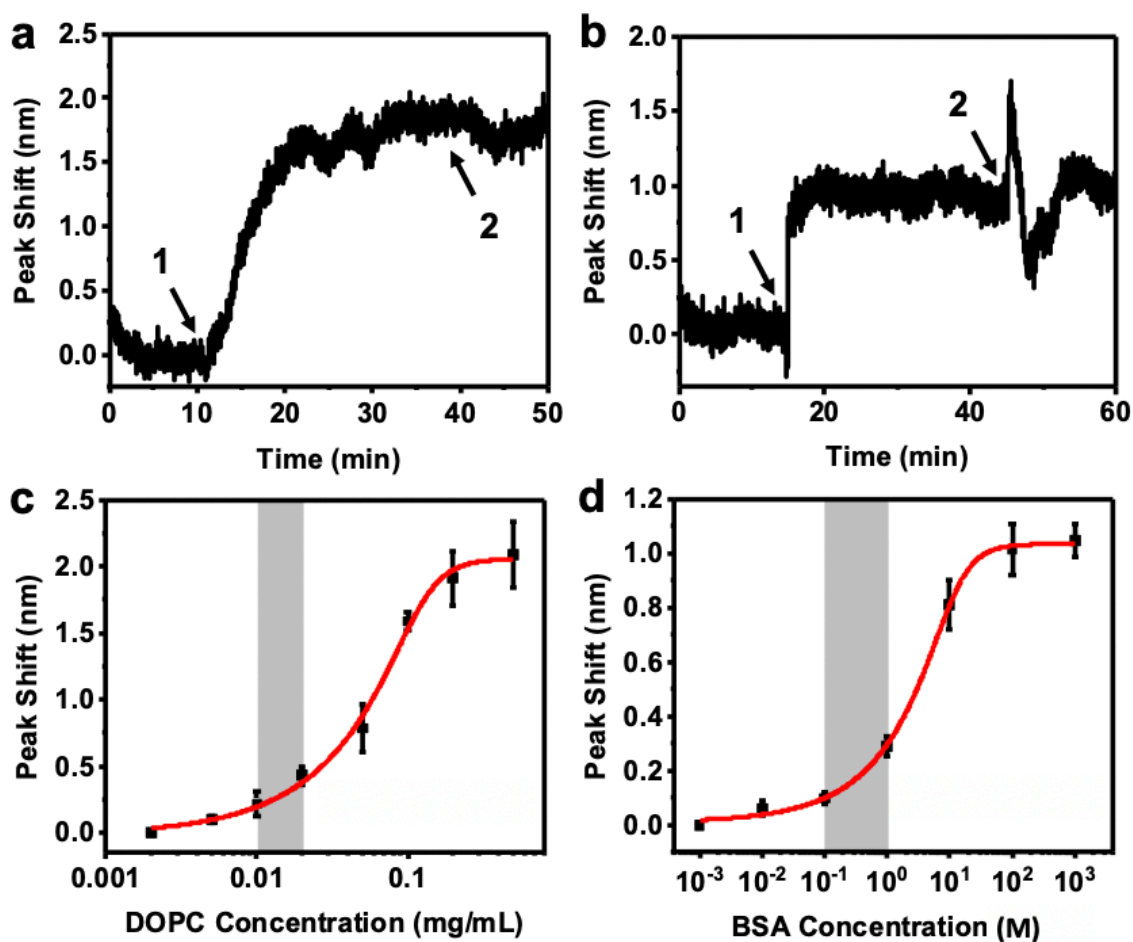 a
2.5
2.0
1.5
1.0
0.5
0.0
Peak Shift (nm)
1
2
0 10 20 30 40 50
Time (min)
b
2.0
1.5
1.0
0.5
0.0
Peak Shift (nm)
1
2
0 20 40 60
Time (min)
c
2.5
2.0
1.5
1.0
0.5
0.0
Peak Shift (nm)
0.001 0.01 0.1
DOPC Concentration (mg/mL)
d
1.2
1.0
0.8
0.6
0.4
0.2
0.0
Peak Shift (nm)
10⁻³ 10⁻² 10⁻¹ 10⁰ 10¹ 10² 10³
BSA Concentration (M)